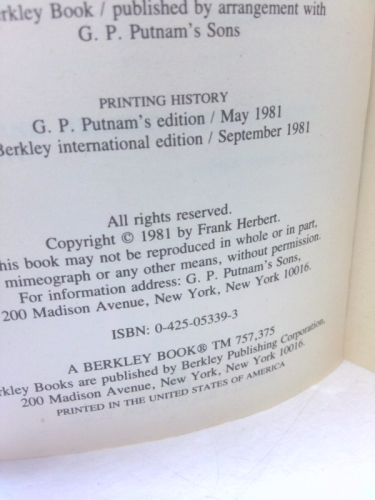 rkley Book / published by arrangement with
G. P. Putnam's Sons
PRINTING HISTORY
G. P. Putnam's edition / May 1981
Berkley international edition / September 1981
All rights reserved.
Copyright © 1981 by Frank Herbert.
his book may not be reproduced in whole or in part,
mimeograph or any other means, without permission.
For information address: G. P. Putnam's Sons,
200 Madison Avenue, New York, New York 10016.
ISBN: 0-425-05339-3
A BERKLEY BOOK® TM 757,375
rkley Books are published by Berkley Publishing Corporation,
200 Madison Avenue, New York, New York 10016.
PRINTED IN THE UNITED STATES OF AMERICA